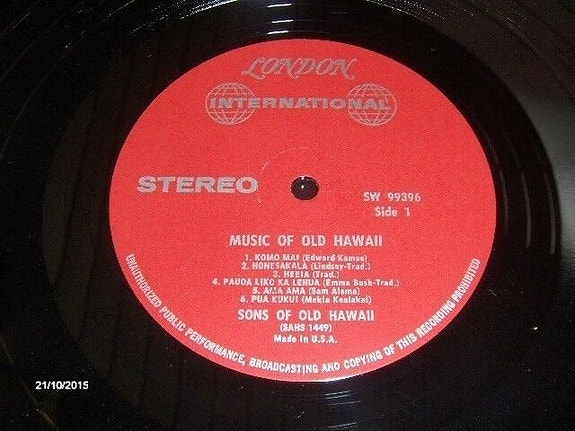 LONDON
INTERNATIONAL
STEREO
SW 99396
Side 1
MUSIC OF OLD HAWAII
1. KOMO MAI (Edward Kamae)
2. HONESAKALA (Lindsey-Trad.)
3. HEEIA (Trad.)
4. PAUOA LIKO KA LEHUA (Emma Bush-Trad.)
5. AMA AMA (Sam Alama)
6. PUA KUKUI (Mekia Kealakai)
SONS OF OLD HAWAII
(SAHS 1449)
Made in U.S.A.
UNAUTHORIZED PUBLIC PERFORMANCE, BROADCASTING AND COPYING OF THIS RECORDING PROHIBITED
21/10/2015